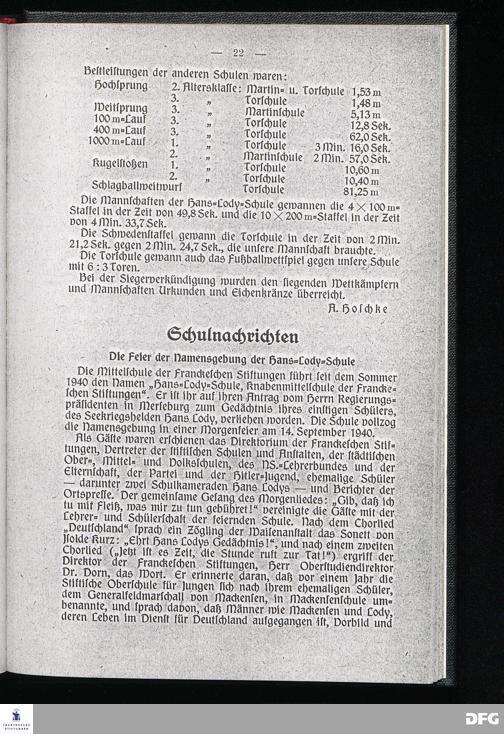 — 22 —
Bestleistungen der anderen Schulen waren:
Hochsprung 2. Altersklasse: Martin= u. Torschule 1,53 m
3. „ Torschule 1,48 m
Weitsprung 3. „ Martinschule 5,13 m
100 m=Lauf 3. „ Torschule 12,8 Sek.
400 m=Lauf 3. „ Torschule 62,0 Sek.
1000 m=Lauf 1. „ Torschule 3 Min. 16,0 Sek.
2. „ Martinschule 2 Min. 57,0 Sek.
Kugelstoßen 1. „ Torschule 10,60 m
2. „ Torschule 10,40 m
Schlagballweitwurf Torschule 81,25 m
Die Mannschaften der Hans=Lody=Schule gewannen die 4 × 100 m=
Staffel in der Zeit von 49,8 Sek. und die 10 × 200 m=Staffel in der Zeit
von 4 Min. 33,7 Sek.
Die Schwedenstaffel gewann die Torschule in der Zeit von 2 Min.
21,2 Sek. gegen 2 Min. 24,7 Sek., die unsere Mannschaft brauchte.
Die Torschule gewann auch das Fußballwettspiel gegen unsere Schule
mit 6 : 3 Toren.
Bei der Siegerverkündigung wurden den siegenden Wettkämpfern
und Mannschaften Urkunden und Eichenkränze überreicht.
A. Hoschke
Schulnachrichten
Die Feier der Namensgebung der Hans=Lody=Schule
Die Mittelschule der Franckeschen Stiftungen führt seit dem Sommer
1940 den Namen „Hans=Lody=Schule, Knabenmittelschule der Francke=
schen Stiftungen“. Er ist ihr auf ihren Antrag vom Herrn Regierungs=
präsidenten in Merseburg zum Gedächtnis ihres einstigen Schülers,
des Seekriegshelden Hans Lody, verliehen worden. Die Schule vollzog
die Namensgebung in einer Morgenfeier am 14. September 1940.
Als Gäste waren erschienen das Direktorium der Franckeschen Stif=
tungen, Vertreter der stiftischen Schulen und Anstalten, der städtischen
Ober=, Mittel= und Volksschulen, des NS.=Lehrerbundes und der
Elternschaft, der Partei und der Hitler=Jugend, ehemalige Schüler
— darunter zwei Schulkameraden Hans Lodys — und Berichter der
Ortspresse. Der gemeinsame Gesang des Morgenliedes: „Gib, daß ich
tu mit Fleiß, was mir zu tun gebühret!“ vereinigte die Gäste mit der
Lehrer= und Schülerschaft der feiernden Schule. Nach dem Chorlied
„Deutschland“ sprach ein Zögling der Waisenanstalt das Sonett von
Isolde Kurz: „Ehrt Hans Lodys Gedächtnis!“, und nach einem zweiten
Chorlied („Jetzt ist es Zeit, die Stunde ruft zur Tat!“) ergriff der
Direktor der Franckeschen Stiftungen, Herr Oberstudiendirektor
Dr. Dorn, das Wort. Er erinnerte daran, daß vor einem Jahr die
Stiftische Oberschule für Jungen sich nach ihrem ehemaligen Schüler,
dem Generalfeldmarschall von Mackensen, in Mackensenschule um=
benannte, und sprach davon, daß Männer wie Mackensen und Lody,
deren Leben im Dienst für Deutschland aufgegangen ist, Vorbild und
FRANCKESCHE
STIFTUNGEN
DFG